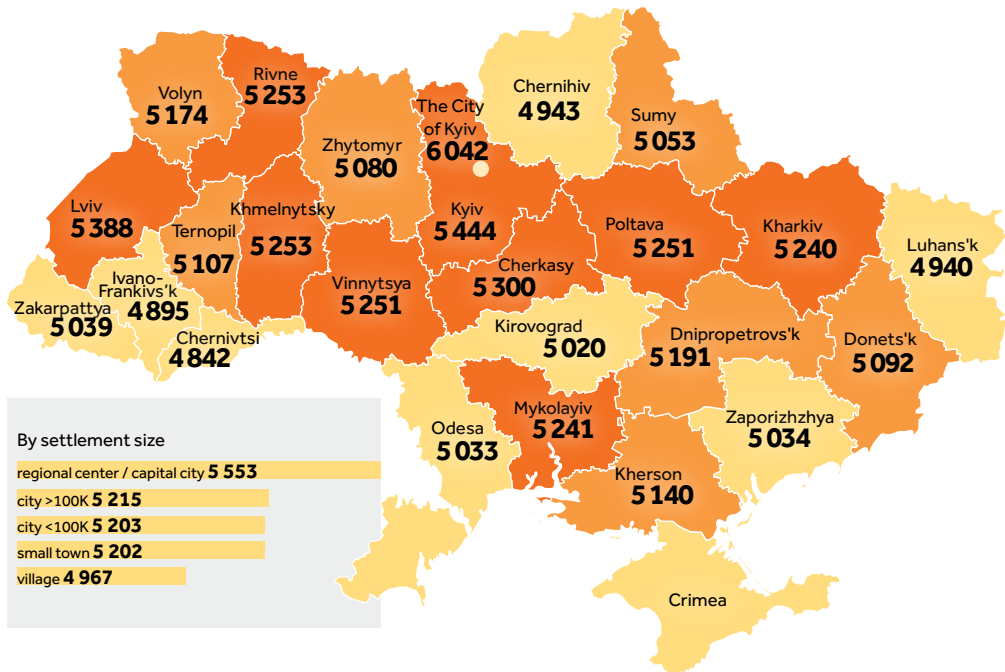 Volyn
5 174
Rivne
5 253
Zhytomyr
5 080
The City
of Kyiv
6 042
Chernihiv
4 943
Sumy
5 053
Lviv
5 388
Ternopil
5 107
Khmelnytsky
5 253
Kyiv
5 444
Poltava
5 251
Kharkiv
5 240
Luhans'k
4 940
Zakarpattya
5 039
Ivano-
Frankivs'k
4 895
Chernivtsi
4 842
Vinnytsya
5 251
Cherkasy
5 300
Kirovograd
5 020
Dnipropetrovs'k
5 191
Donets'k
5 092
Odesa
5 033
Mykolayiv
5 241
Zaporizhzhya
5 034
Kherson
5 140
Crimea
By settlement size
regional center / capital city 5 553
city >100K 5 215
city <100K 5 203
small town 5 202
village 4 967